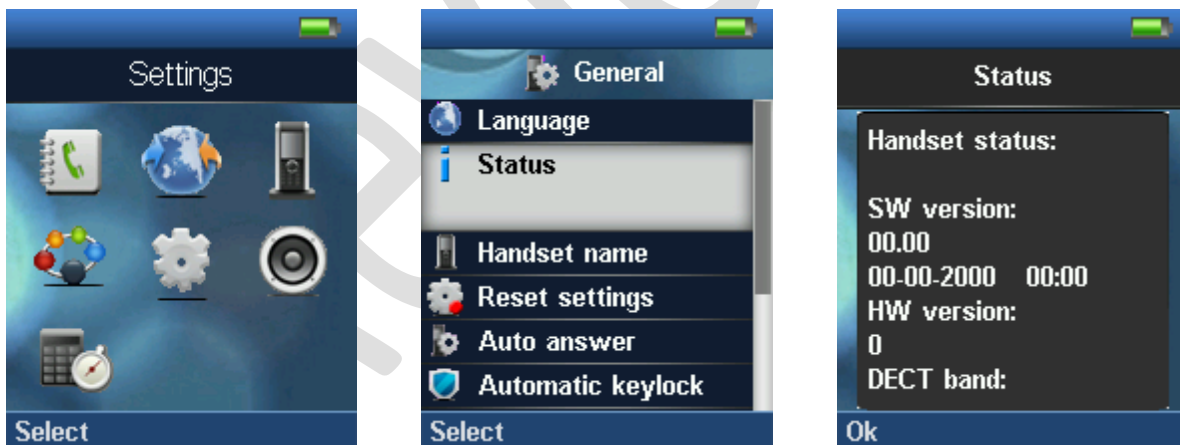 Settings
Select
General
Language
Status
Handset name
Reset settings
Auto answer
Automatic keylock
Select
Status
Handset status:
SW version:
00.00
00-00-2000 00:00
HW version:
0
DECT band:
Ok